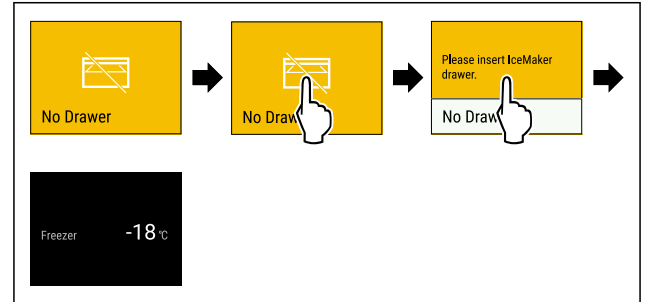 No Drawer
No Draw
Please insert IceMaker
drawer.
No Draw
Freezer -18 °C